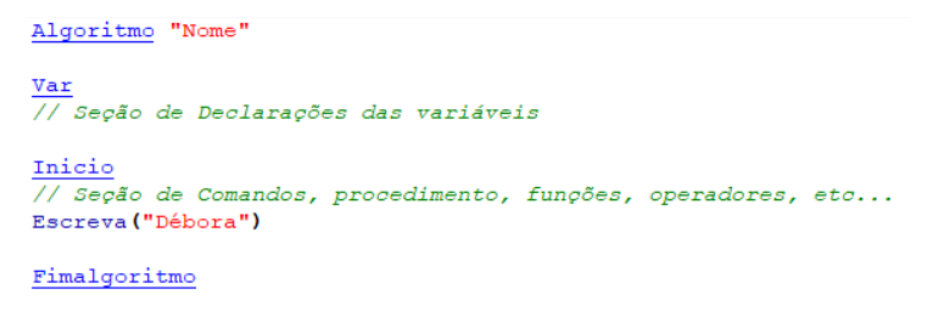 Algoritmo "Nome"
Var
// Seção de Declarações das variáveis
Inicio
// Seção de Comandos, procedimento, funções, operadores, etc...
Escreva("Débora")
Fimalgoritmo